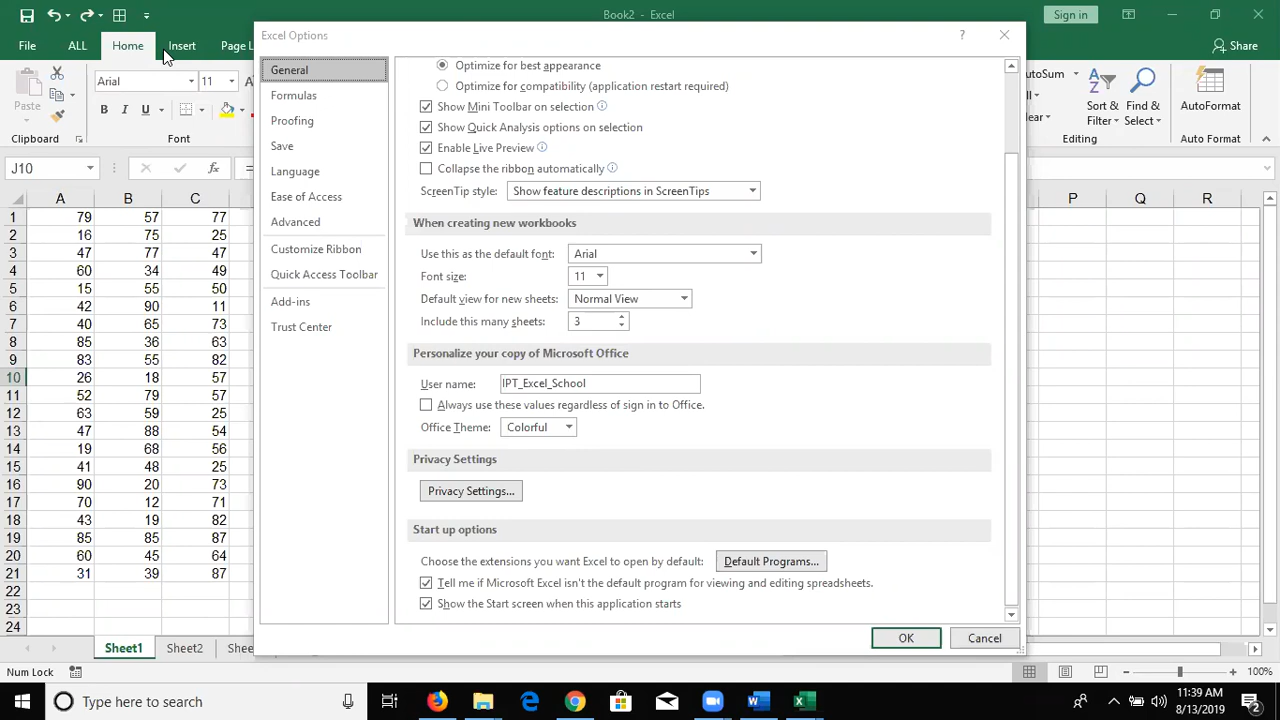 Book2 - Excel
Sign in
File
ALL
Home
Insert
Page L
Share
Arial
11
B
I
U
Clipboard
Font
AutoSum
Sort &
Filter
Find &
Select
AutoFormat
Editing
Auto Format
J10
fx
=
Excel Options
?
General
Formulas
Proofing
Save
Language
Ease of Access
Advanced
Customize Ribbon
Quick Access Toolbar
Add-ins
Trust Center
Optimize for best appearance
Optimize for compatibility (application restart required)
Show Mini Toolbar on selection
Show Quick Analysis options on selection
Enable Live Preview
Collapse the ribbon automatically
ScreenTip style: Show feature descriptions in ScreenTips
When creating new workbooks
Use this as the default font: Arial
Font size: 11
Default view for new sheets: Normal View
Include this many sheets: 3
Personalize your copy of Microsoft Office
User name: IPT_Excel_School
Always use these values regardless of sign in to Office.
Office Theme: Colorful
Privacy Settings
Privacy Settings...
Start up options
Choose the extensions you want Excel to open by default: Default Programs...
Tell me if Microsoft Excel isn't the default program for viewing and editing spreadsheets.
Show the Start screen when this application starts
OK
Cancel
A B C P Q R
1 79 57 77
2 16 75 25
3 47 77 47
4 60 34 49
5 15 55 50
6 42 90 11
7 40 65 73
8 85 36 63
9 83 55 82
10 26 18 57
11 52 79 57
12 63 59 25
13 47 88 54
14 19 68 56
15 41 48 25
16 90 20 73
17 70 12 71
18 43 19 82
19 85 85 87
20 60 45 64
21 31 39 87
22
23
24
Sheet1
Sheet2
Num Lock
100%
Type here to search
11:39 AM
8/13/2019
2